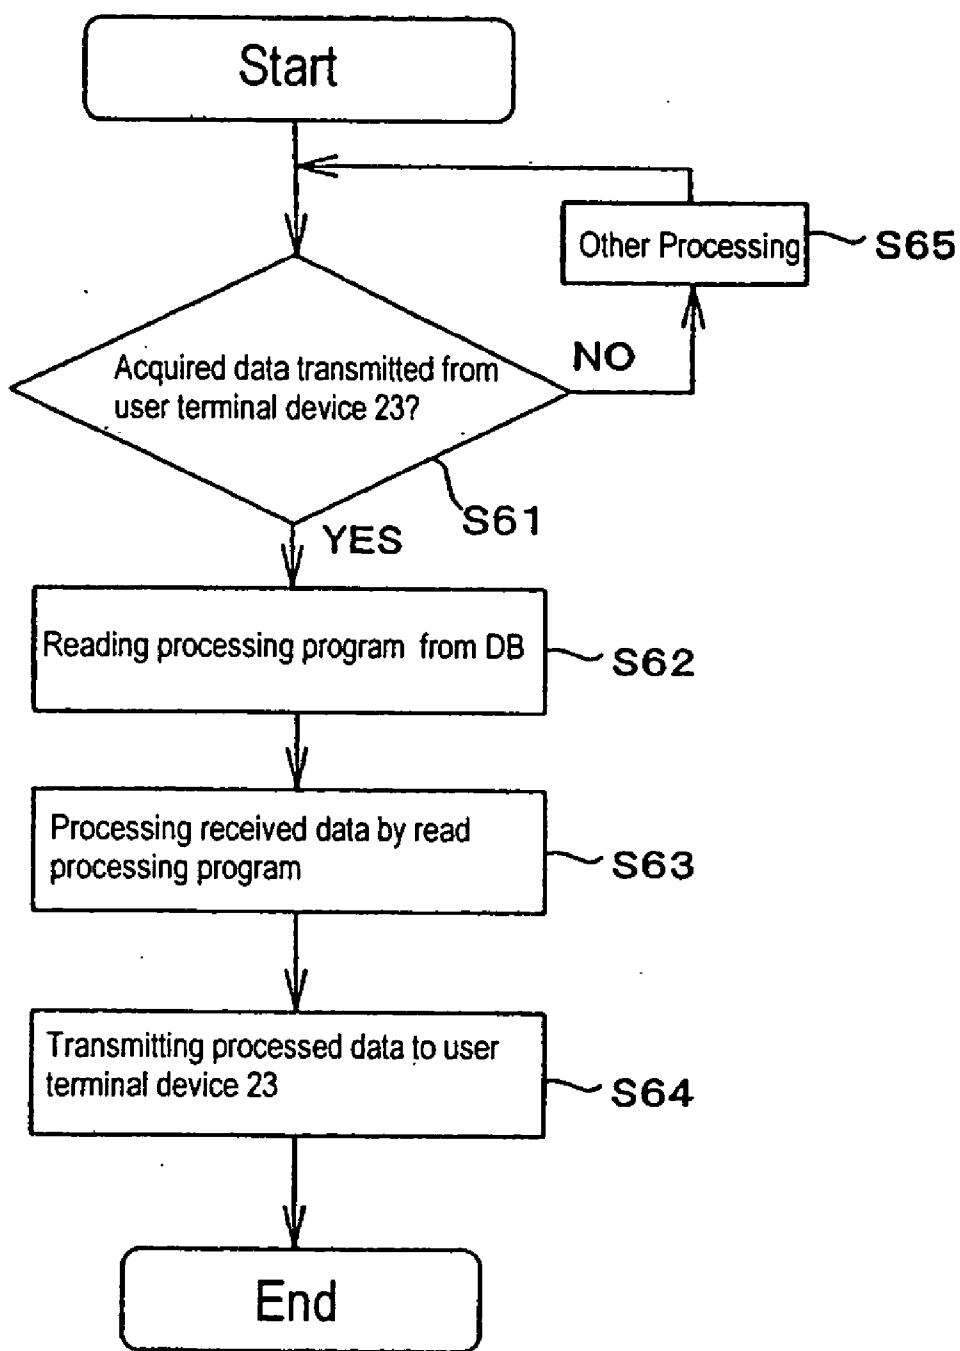 Start
Other Processing
S65
Acquired data transmitted from
user terminal device 23?
NO
S61
YES
Reading processing program from DB
S62
Processing received data by read
processing program
S63
Transmitting processed data to user
terminal device 23
S64
End